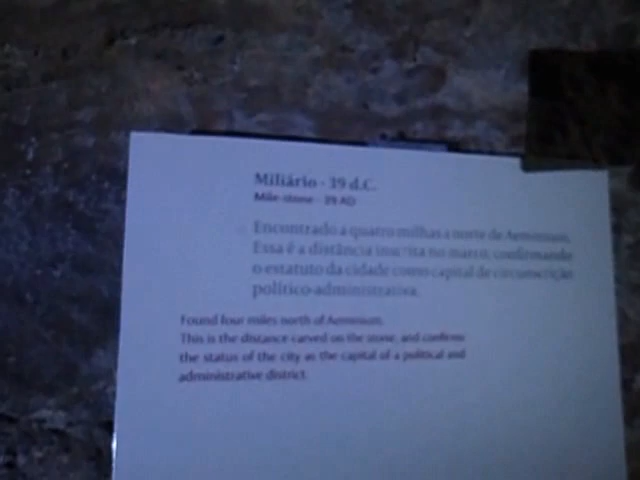 Miliário - 39 d.C.
Mile-stone - 39 AD
Encontrado a quatro milhas a norte de Aeminium.
Essa é a distância inscrita no marco, confirmando
o estatuto da cidade como capital de circunscrição
político-administrativa.
Found four miles north of Aeminium.
This is the distance carved on the stone, and confirms
the status of the city as the capital of a political and
administrative district.